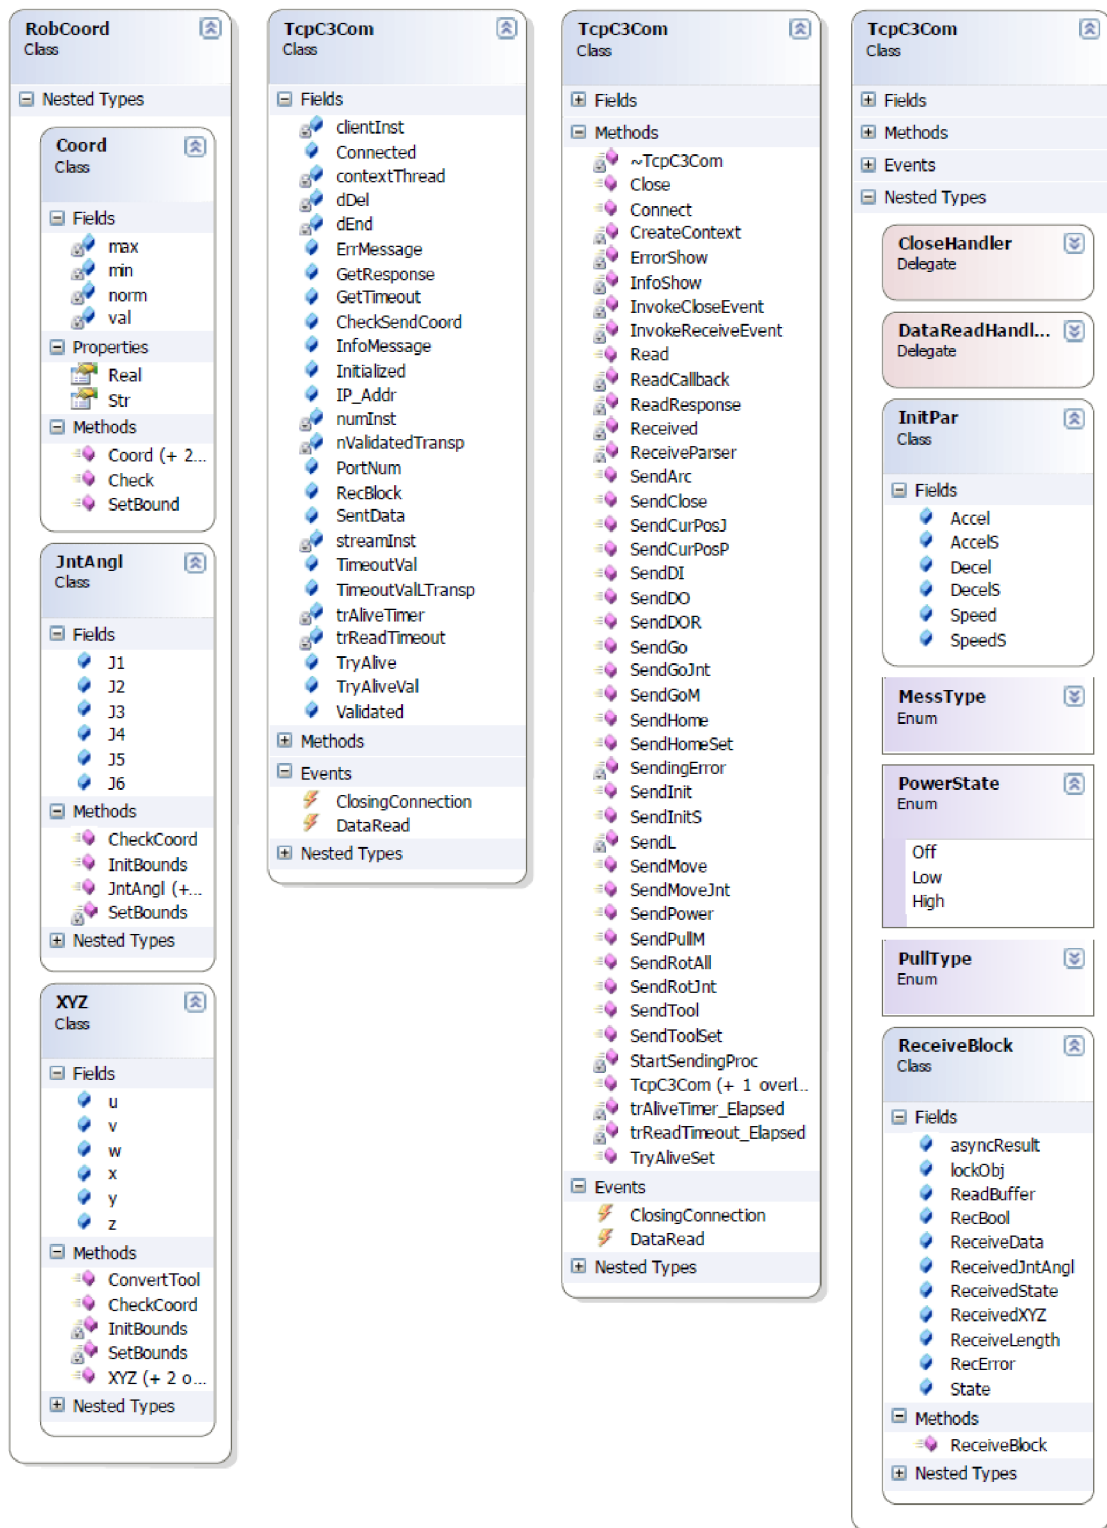 RobCoord
Class
Nested Types
Coord
Class
Fields
max
min
norm
val
Properties
Real
Str
Methods
Coord (+ 2...
Check
SetBound
JntAngl
Class
Fields
J1
J2
J3
J4
J5
J6
Methods
CheckCoord
InitBounds
JntAngl (+...
SetBounds
Nested Types
XYZ
Class
Fields
u
v
w
x
y
z
Methods
ConvertTool
CheckCoord
InitBounds
SetBounds
XYZ (+ 2 o...
Nested Types
TcpC3Com
Class
Fields
clientInst
Connected
contextThread
dDel
dEnd
ErrMessage
GetResponse
GetTimeout
CheckSendCoord
InfoMessage
Initialized
IP_Addr
numInst
nValidatedTransp
PortNum
RecBlock
SentData
streamInst
TimeoutVal
TimeoutValLTransp
trAliveTimer
trReadTimeout
TryAlive
TryAliveVal
Validated
Methods
Events
ClosingConnection
DataRead
Nested Types
TcpC3Com
Class
Fields
Methods
~TcpC3Com
Close
Connect
CreateContext
ErrorShow
InfoShow
InvokeCloseEvent
InvokeReceiveEvent
Read
ReadCallback
ReadResponse
Received
ReceiveParser
SendArc
SendClose
SendCurPosJ
SendCurPosP
SendDI
SendDO
SendDOR
SendGo
SendGoJnt
SendGoM
SendHome
SendHomeSet
SendingError
SendInit
SendInitS
SendL
SendMove
SendMoveJnt
SendPower
SendPullM
SendRotAll
SendRotJnt
SendTool
SendToolSet
StartSendingProc
TcpC3Com (+ 1 overl...
trAliveTimer_Elapsed
trReadTimeout_Elapsed
TryAliveSet
Events
ClosingConnection
DataRead
Nested Types
TcpC3Com
Class
Fields
Methods
Events
Nested Types
CloseHandler
Delegate
DataReadHandl...
Delegate
InitPar
Class
Fields
Accel
AccelS
Decel
DecelS
Speed
SpeedS
MessType
Enum
PowerState
Enum
Off
Low
High
PullType
Enum
ReceiveBlock
Class
Fields
asyncResult
lockObj
ReadBuffer
RecBool
ReceiveData
ReceivedJntAngl
ReceivedState
ReceivedXYZ
ReceiveLength
RecError
State
Methods
ReceiveBlock
Nested Types